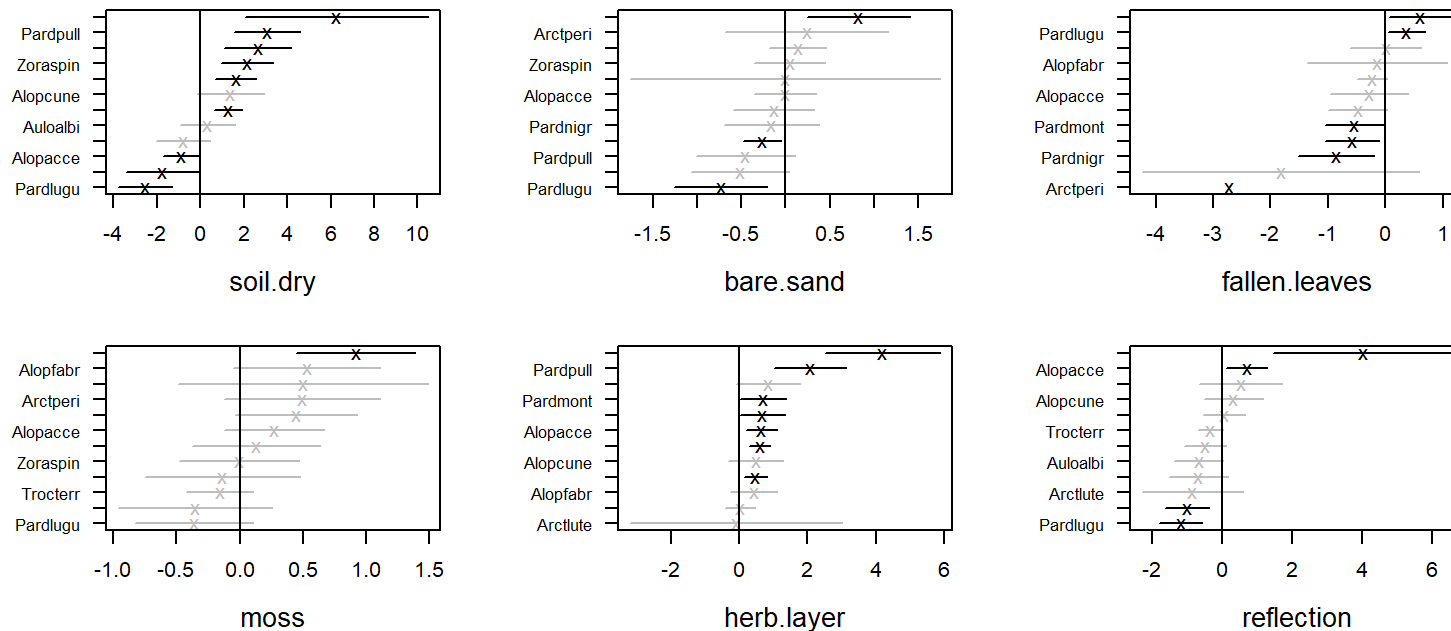 Pardpull
Zoraspin
Alopcune
Auloalbi
Alopacce
Pardlugu
-4 -2 0 2 4 6 8 10
soil.dry
Arctperi
Zoraspin
Alopacce
Pardnigr
Pardpull
Pardlugu
-1.5 -0.5 0.5 1.5
bare.sand
Pardlugu
Alopfabr
Alopacce
Pardmont
Pardnigr
Arctperi
-4 -3 -2 -1 0 1
fallen.leaves
Alopfabr
Arctperi
Alopacce
Zoraspin
Trocterr
Pardlugu
-1.0 -0.5 0.0 0.5 1.0 1.5
moss
Pardpull
Pardmont
Alopacce
Alopcune
Alopfabr
Arctlute
-2 0 2 4 6
herb.layer
Alopacce
Alopcune
Trocterr
Auloalbi
Arctlute
Pardlugu
-2 0 2 4 6
reflection